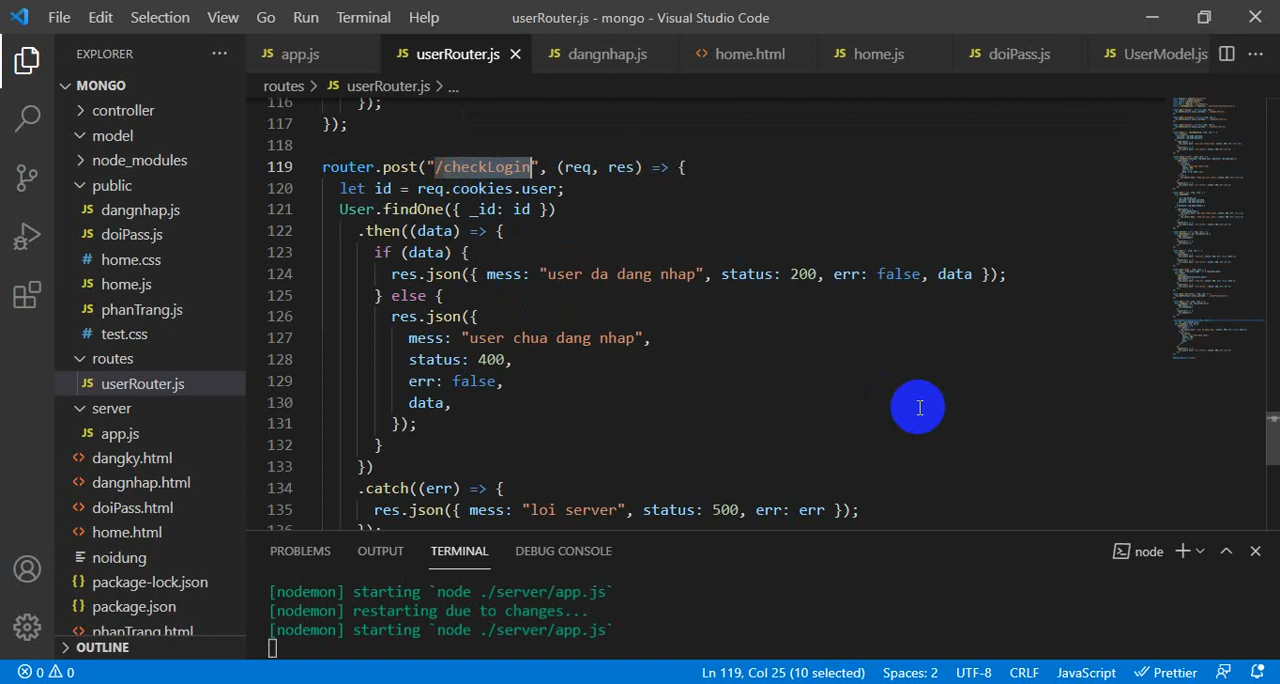 File Edit Selection View Go Run Terminal Help userRouter.js - mongo - Visual Studio Code
EXPLORER ··· JS app.js JS userRouter.js JS dangnhap.js <> home.html JS home.js JS doiPass.js JS UserModel.js ···
MONGO
controller
model
node_modules
public
JS dangnhap.js
JS doiPass.js
# home.css
JS home.js
JS phanTrang.js
# test.css
routes
JS userRouter.js
server
JS app.js
<> dangky.html
<> dangnhap.html
<> doiPass.html
<> home.html
noidung
{} package-lock.json
{} package.json
<> phanTrang.html
OUTLINE
routes > JS userRouter.js > ...
116 });
117 });
118
119 router.post("/checkLogin", (req, res) => {
120 let id = req.cookies.user;
121 User.findOne({ _id: id })
122 .then((data) => {
123 if (data) {
124 res.json({ mess: "user da dang nhap", status: 200, err: false, data });
125 } else {
126 res.json({
127 mess: "user chua dang nhap",
128 status: 400,
129 err: false,
130 data,
131 });
132 }
133 })
134 .catch((err) => {
135 res.json({ mess: "loi server", status: 500, err: err });
136 });
PROBLEMS OUTPUT TERMINAL DEBUG CONSOLE node
[nodemon] starting `node ./server/app.js`
[nodemon] restarting due to changes...
[nodemon] starting `node ./server/app.js`
0 0 Ln 119, Col 25 (10 selected) Spaces: 2 UTF-8 CRLF JavaScript Prettier